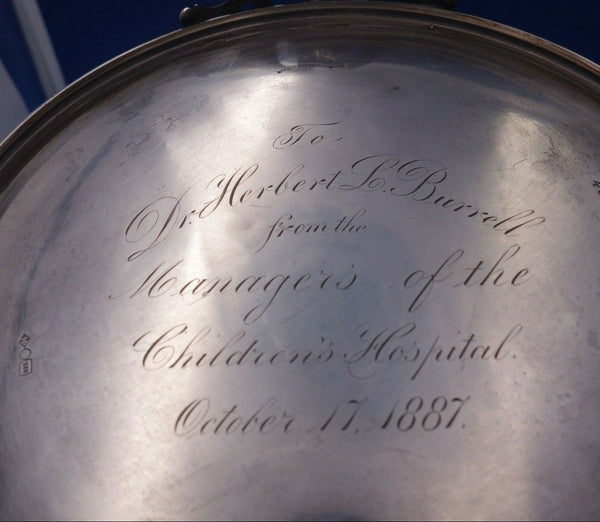 To
Dr. Herbert L. Burrell
from the
Managers of the
Children's Hospital.
October 17, 1887.